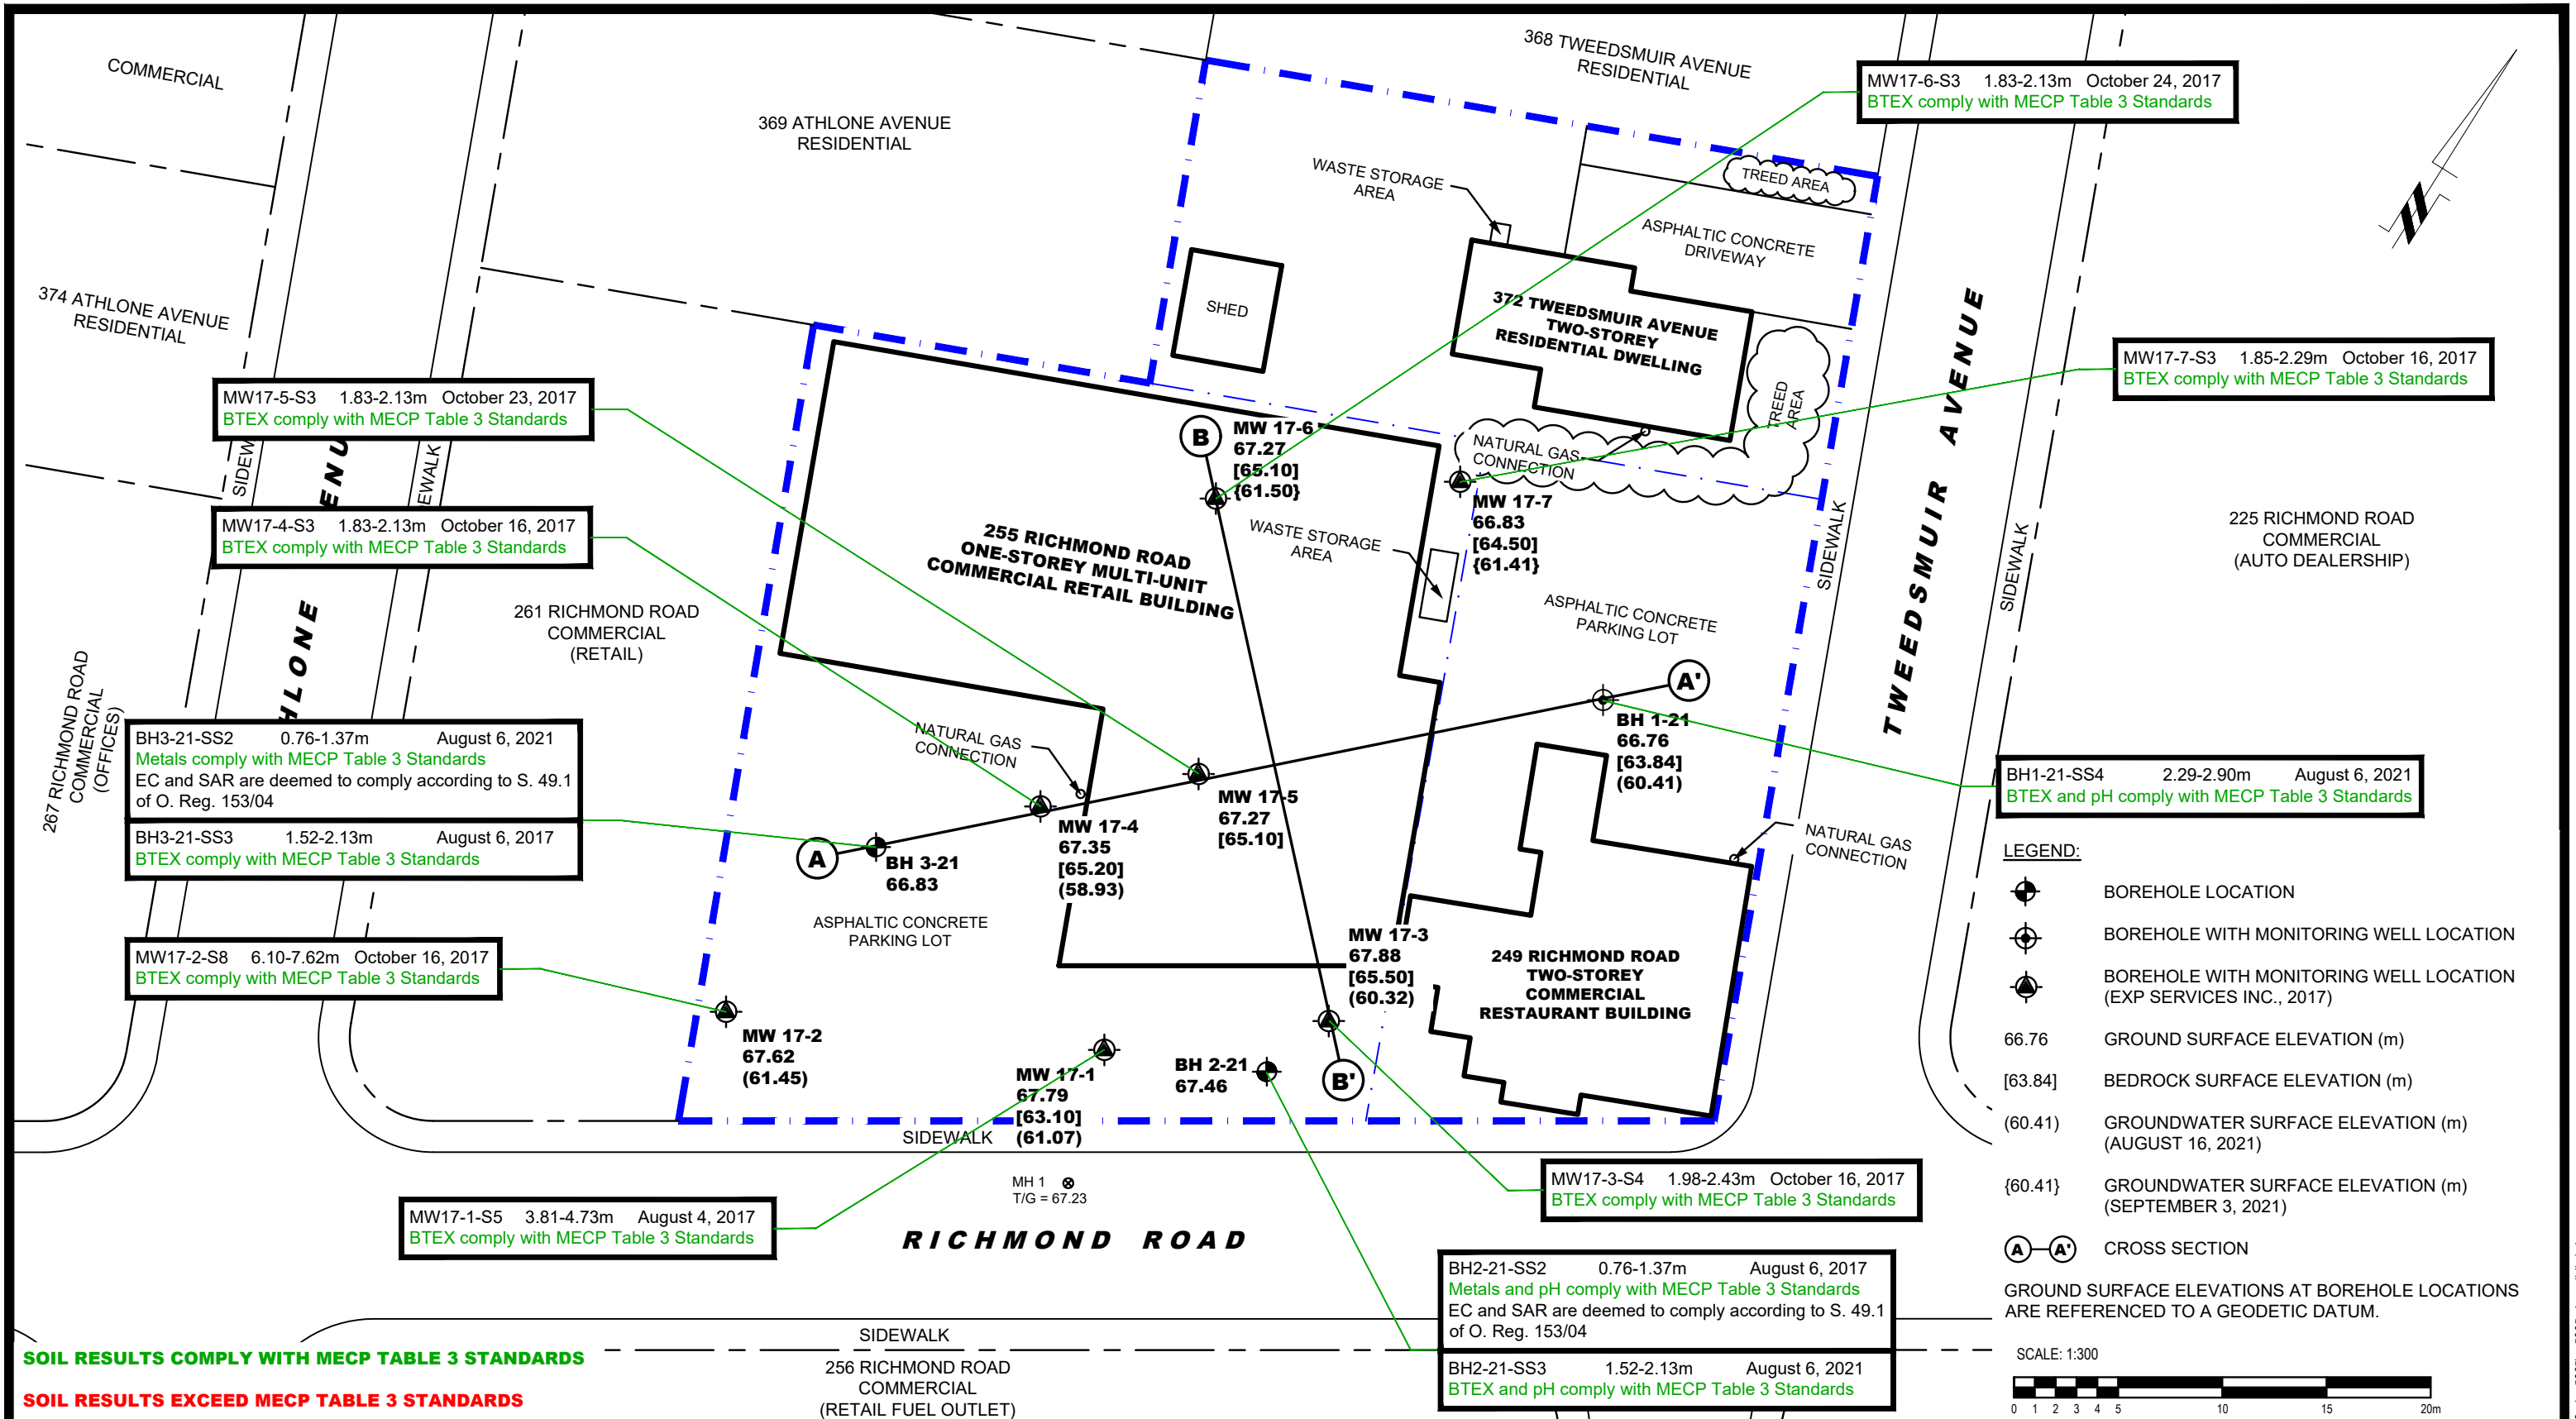 COMMERCIAL
369 ATHLONE AVENUE
RESIDENTIAL
368 TWEEDSMUIR AVENUE
RESIDENTIAL
MW17-6-S3 1.83-2.13m October 24, 2017
BTEX comply with MECP Table 3 Standards
WASTE STORAGE
AREA
TREED AREA
ASPHALTIC CONCRETE
DRIVEWAY
374 ATHLONE AVENUE
RESIDENTIAL
SHED
372 TWEEDSMUIR AVENUE
TWO-STOREY
RESIDENTIAL DWELLING
TREED
AREA
TWEEDSMUIR AVENUE
MW17-7-S3 1.85-2.29m October 16, 2017
BTEX comply with MECP Table 3 Standards
MW17-5-S3 1.83-2.13m October 23, 2017
BTEX comply with MECP Table 3 Standards
SIDEW
ENU
EWALK
B
MW 17-6
67.27
[65.10]
{61.50}
NATURAL GAS
CONNECTION
MW 17-7
66.83
[64.50]
{61.41}
MW17-4-S3 1.83-2.13m October 16, 2017
BTEX comply with MECP Table 3 Standards
255 RICHMOND ROAD
ONE-STOREY MULTI-UNIT
COMMERCIAL RETAIL BUILDING
WASTE STORAGE
AREA
SIDEWALK
SIDEWALK
225 RICHMOND ROAD
COMMERCIAL
(AUTO DEALERSHIP)
HLONE
261 RICHMOND ROAD
COMMERCIAL
(RETAIL)
ASPHALTIC CONCRETE
PARKING LOT
267 RICHMOND ROAD
COMMERCIAL
(OFFICES)
A'
BH 1-21
66.76
[63.84]
(60.41)
BH3-21-SS2 0.76-1.37m August 6, 2021
Metals comply with MECP Table 3 Standards
EC and SAR are deemed to comply according to S. 49.1
of O. Reg. 153/04
BH3-21-SS3 1.52-2.13m August 6, 2017
BTEX comply with MECP Table 3 Standards
NATURAL GAS
CONNECTION
MW 17-5
67.27
[65.10]
MW 17-4
67.35
[65.20]
(58.93)
A
BH 3-21
66.83
BH1-21-SS4 2.29-2.90m August 6, 2021
BTEX and pH comply with MECP Table 3 Standards
NATURAL GAS
CONNECTION
ASPHALTIC CONCRETE
PARKING LOT
MW 17-3
67.88
[65.50]
(60.32)
249 RICHMOND ROAD
TWO-STOREY
COMMERCIAL
RESTAURANT BUILDING
MW17-2-S8 6.10-7.62m October 16, 2017
BTEX comply with MECP Table 3 Standards
MW 17-2
67.62
(61.45)
MW 17-1
67.79
[63.10]
(61.07)
BH 2-21
67.46
B'
SIDEWALK
MH 1
T/G = 67.23
MW17-1-S5 3.81-4.73m August 4, 2017
BTEX comply with MECP Table 3 Standards
RICHMOND ROAD
MW17-3-S4 1.98-2.43m October 16, 2017
BTEX comply with MECP Table 3 Standards
BH2-21-SS2 0.76-1.37m August 6, 2017
Metals and pH comply with MECP Table 3 Standards
EC and SAR are deemed to comply according to S. 49.1
of O. Reg. 153/04
BH2-21-SS3 1.52-2.13m August 6, 2021
BTEX and pH comply with MECP Table 3 Standards
SIDEWALK
256 RICHMOND ROAD
COMMERCIAL
(RETAIL FUEL OUTLET)
SOIL RESULTS COMPLY WITH MECP TABLE 3 STANDARDS
SOIL RESULTS EXCEED MECP TABLE 3 STANDARDS
LEGEND:
BOREHOLE LOCATION
BOREHOLE WITH MONITORING WELL LOCATION
BOREHOLE WITH MONITORING WELL LOCATION
(EXP SERVICES INC., 2017)
66.76 GROUND SURFACE ELEVATION (m)
[63.84] BEDROCK SURFACE ELEVATION (m)
(60.41) GROUNDWATER SURFACE ELEVATION (m)
(AUGUST 16, 2021)
{60.41} GROUNDWATER SURFACE ELEVATION (m)
(SEPTEMBER 3, 2021)
A A' CROSS SECTION
GROUND SURFACE ELEVATIONS AT BOREHOLE LOCATIONS
ARE REFERENCED TO A GEODETIC DATUM.
SCALE: 1:300
0 1 2 3 4 5 10 15 20m